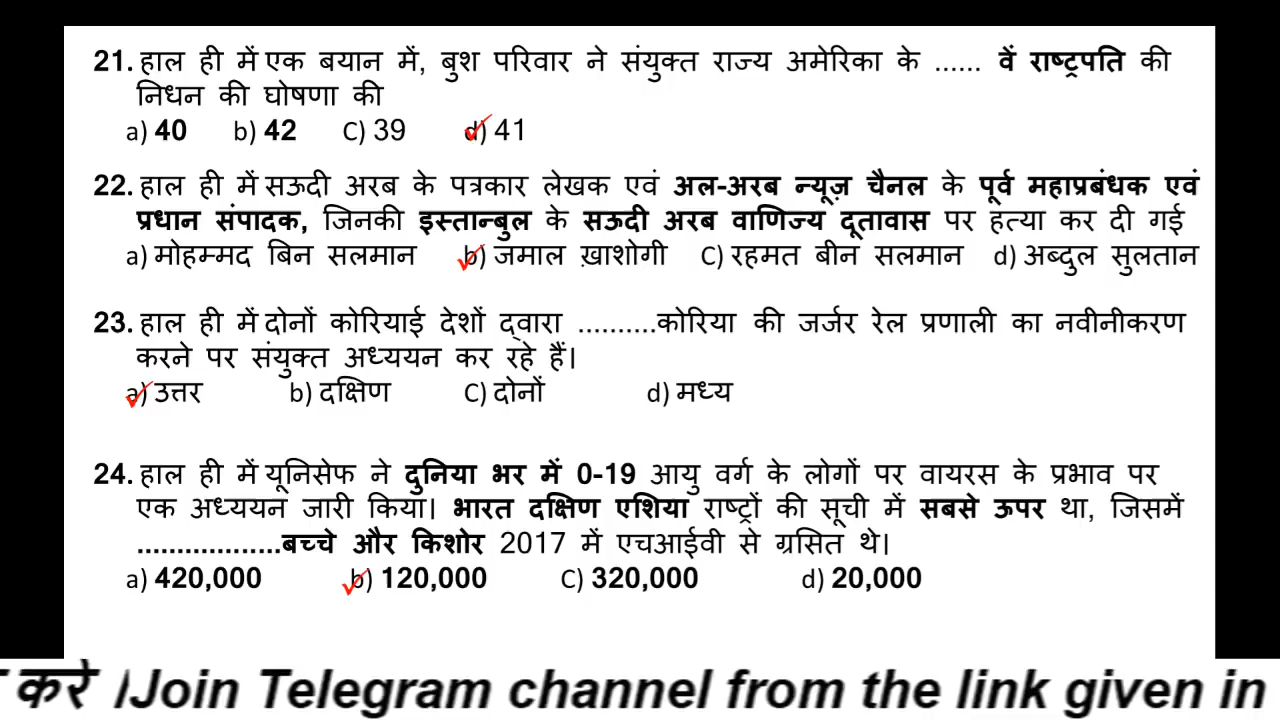 21. हाल ही में एक बयान में, बुश परिवार ने संयुक्त राज्य अमेरिका के ...... वें राष्ट्रपति की
निधन की घोषणा की
a) 40 b) 42 C) 39 d) 41
22. हाल ही में सऊदी अरब के पत्रकार लेखक एवं अल-अरब न्यूज़ चैनल के पूर्व महाप्रबंधक एवं
प्रधान संपादक, जिनकी इस्तान्बुल के सऊदी अरब वाणिज्य दूतावास पर हत्या कर दी गई
a) मोहम्मद बिन सलमान b) जमाल ख़ाशोगी C) रहमत बीन सलमान d) अब्दुल सुलतान
23. हाल ही में दोनों कोरियाई देशों द्वारा ..........कोरिया की जर्जर रेल प्रणाली का नवीनीकरण
करने पर संयुक्त अध्ययन कर रहे हैं।
a) उत्तर b) दक्षिण C) दोनों d) मध्य
24. हाल ही में यूनिसेफ ने दुनिया भर में 0-19 आयु वर्ग के लोगों पर वायरस के प्रभाव पर
एक अध्ययन जारी किया। भारत दक्षिण एशिया राष्ट्रों की सूची में सबसे ऊपर था, जिसमें
..................बच्चे और किशोर 2017 में एचआईवी से ग्रसित थे।
a) 420,000 b) 120,000 C) 320,000 d) 20,000
करे /Join Telegram channel from the link given in